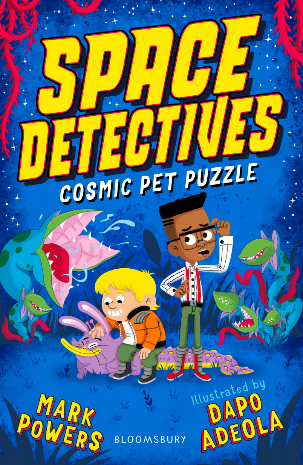 SPACE
DETECTIVES
COSMIC PET PUZZLE
MARK
POWERS
BLOOMSBURY
Illustrated by
DAPO
ADEOLA